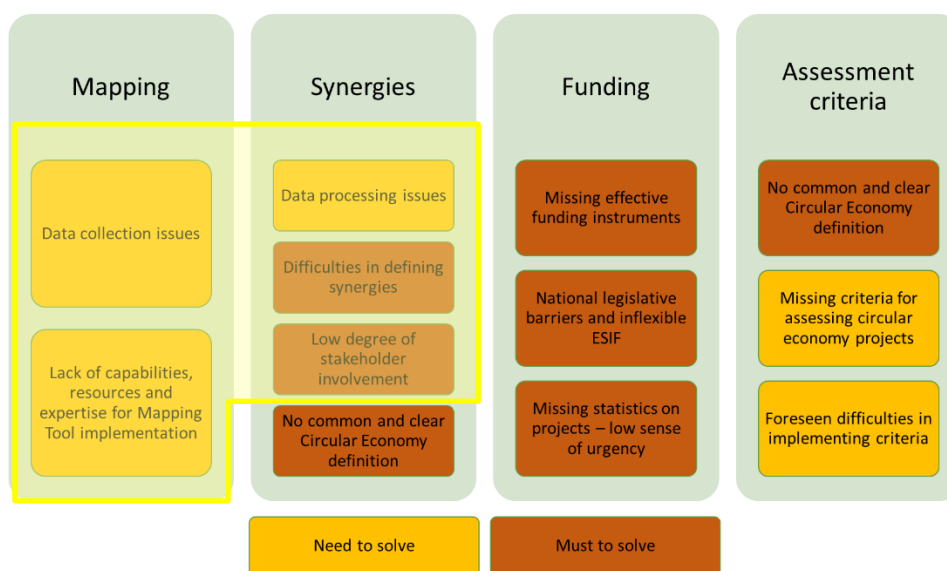 Mapping
Data collection issues
Lack of capabilities,
resources and
expertise for Mapping
Tool implementation
Synergies
Data processing issues
Difficulties in defining
synergies
Low degree of
stakeholder
involvement
No common and clear
Circular Economy
definition
Funding
Missing effective
funding instruments
National legislative
barriers and inflexible
ESIF
Missing statistics on
projects – low sense
of urgency
Assessment
criteria
No common and clear
Circular Economy
definition
Missing criteria for
assessing circular
economy projects
Foreseen difficulties in
implementing criteria
Need to solve
Must to solve